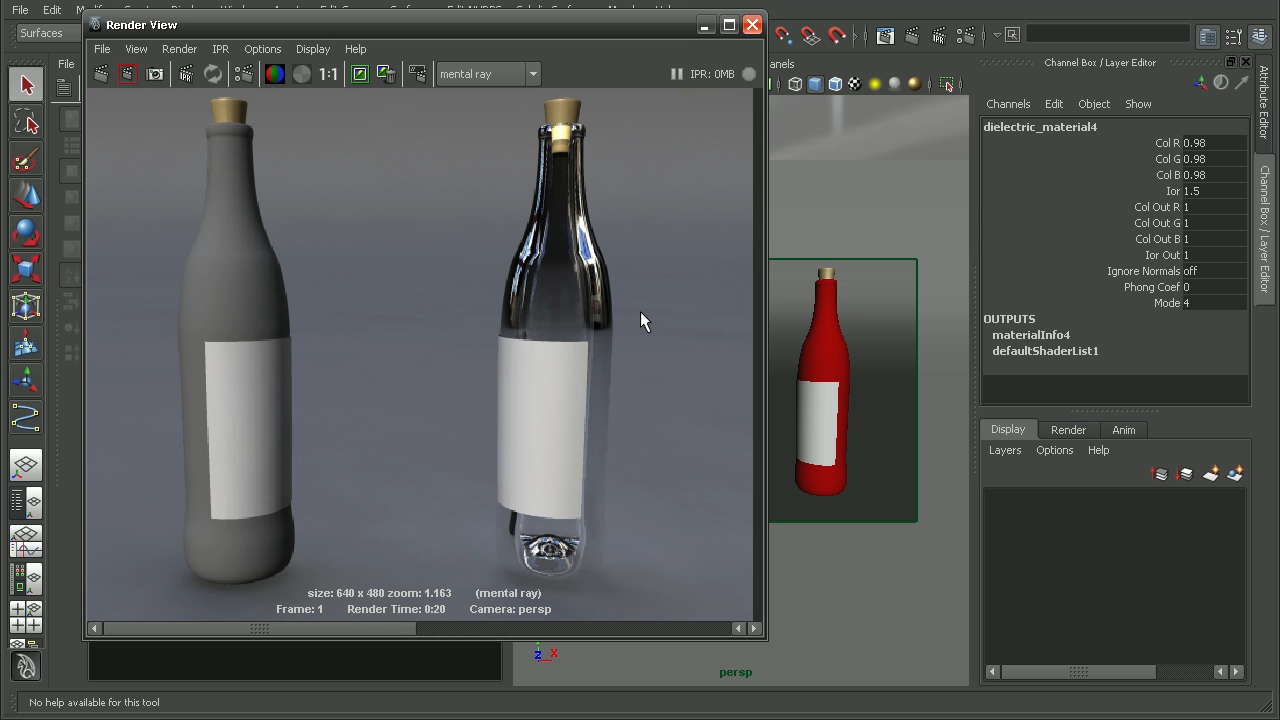 File Edit
Render View
Surfaces
File View Render IPR Options Display Help
File
anels
1:1
mental ray
IPR: 0MB
Channel Box / Layer Editor
Channels Edit Object Show
dielectric_material4
Col R 0.98
Col G 0.98
Col B 0.98
Ior 1.5
Col Out R 1
Col Out G 1
Col Out B 1
Ior Out 1
Ignore Normals off
Phong Coef 0
Mode 4
OUTPUTS
materialInfo4
defaultShaderList1
Attribute Editor
Channel Box / Layer Editor
Display Render Anim
Layers Options Help
size: 640 x 480 zoom: 1.163 (mental ray)
Frame: 1 Render Time: 0:20 Camera: persp
z x
persp
No help available for this tool